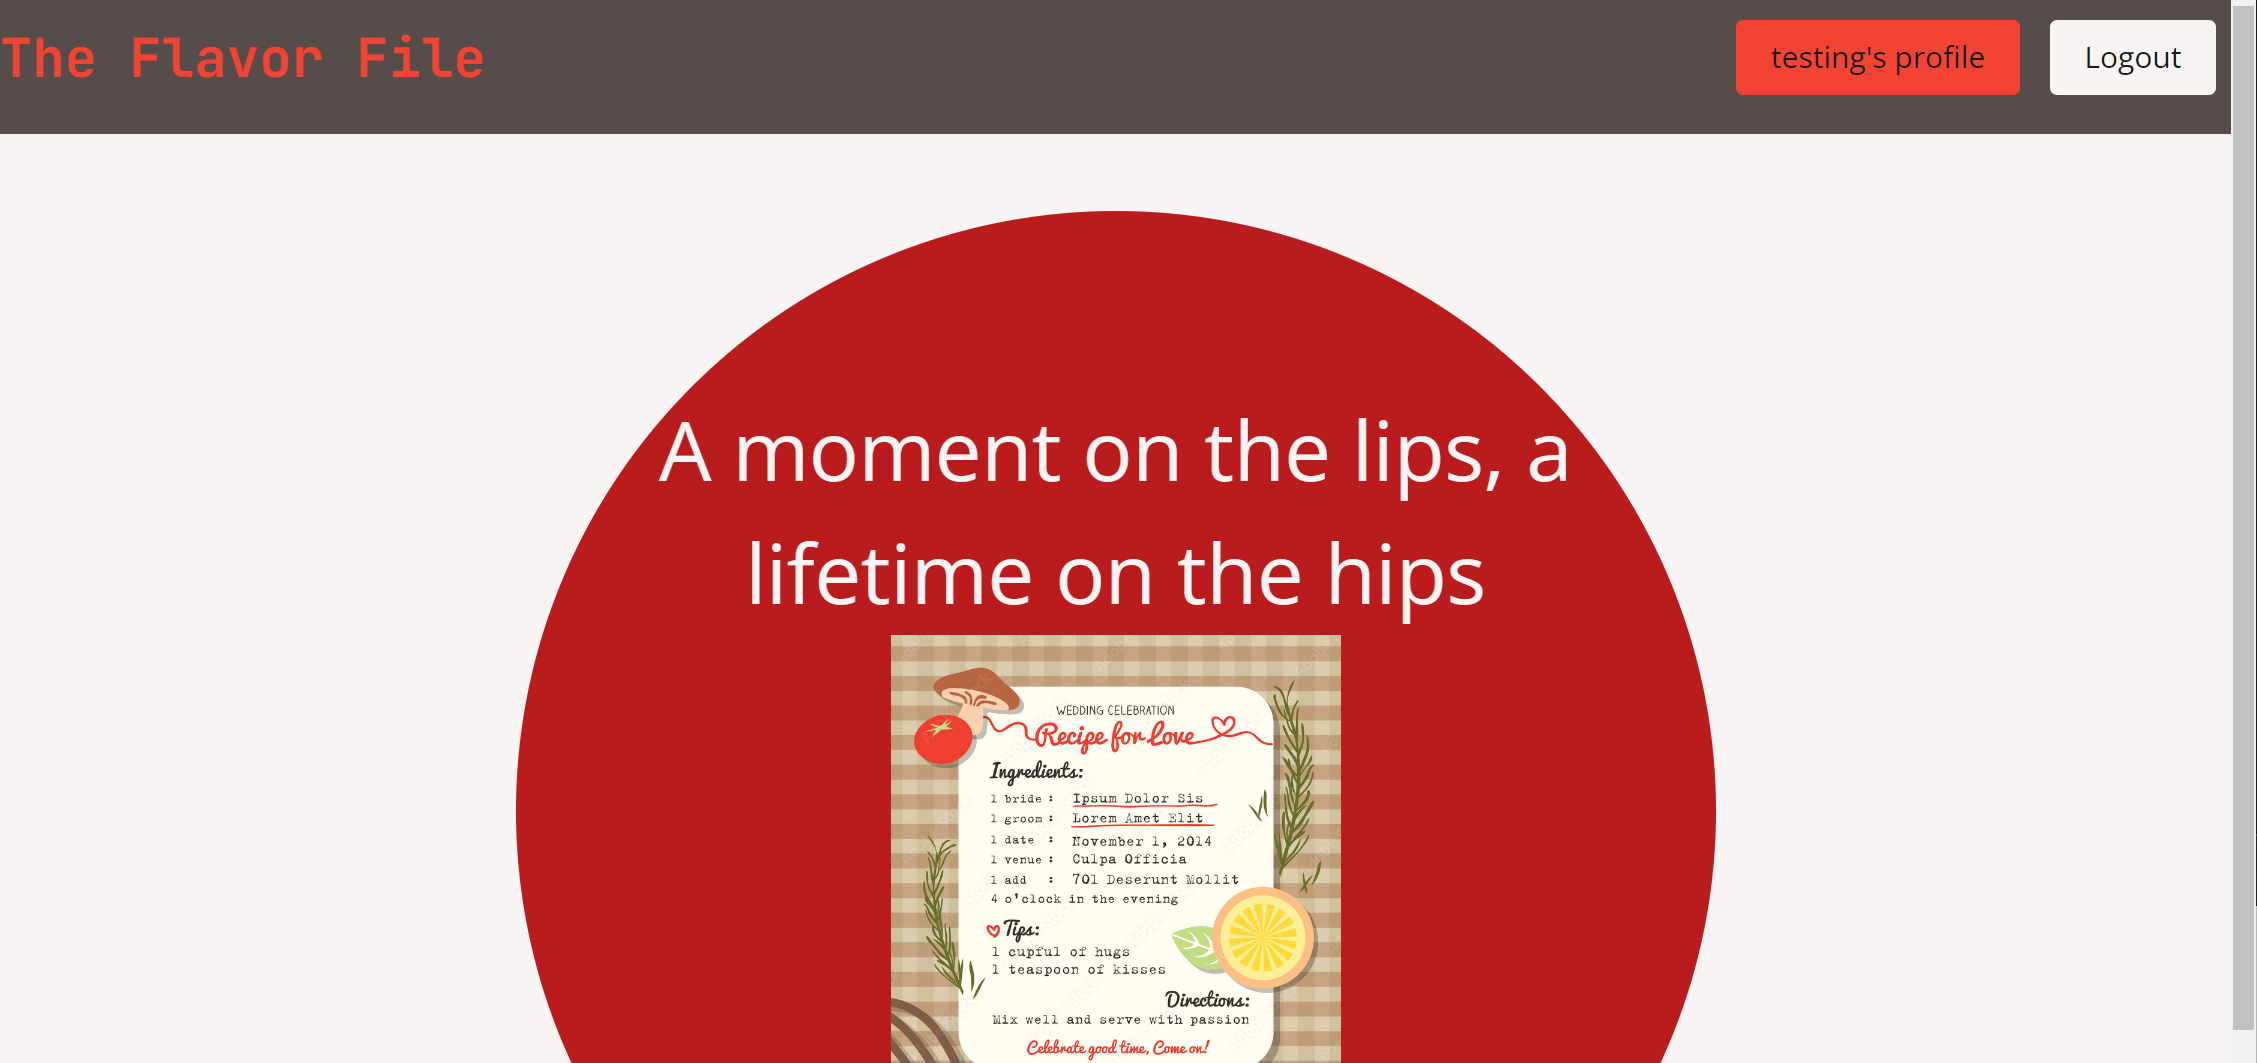 The Flavor File
testing's profile
Logout
A moment on the lips, a
lifetime on the hips
WEDDING CELEBRATION
Recipe for Love
Ingredients:
1 bride : Ipsum Dolor Sis
1 groom : Lorem Amet Elit
1 date : November 1, 2014
1 venue : Culpa Officia
1 add : 701 Deserunt Mollit
4 o'clock in the evening
Tips:
1 cupful of hugs
1 teaspoon of kisses
Directions:
Mix well and serve with passion
Celebrate good time, Come on!